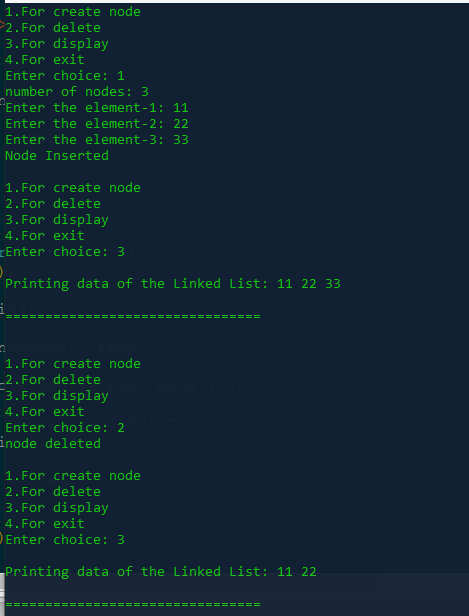 1.For create node
2.For delete
3.For display
4.For exit
Enter choice: 1
number of nodes: 3
Enter the element-1: 11
Enter the element-2: 22
Enter the element-3: 33
Node Inserted
1.For create node
2.For delete
3.For display
4.For exit
Enter choice: 3
Printing data of the Linked List: 11 22 33
================================
1.For create node
2.For delete
3.For display
4.For exit
Enter choice: 2
node deleted
1.For create node
2.For delete
3.For display
4.For exit
Enter choice: 3
Printing data of the Linked List: 11 22
================================